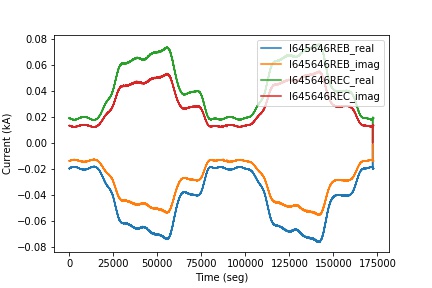 0.08
0.06
0.04
0.02
0.00
−0.02
−0.04
−0.06
−0.08
Current (kA)
I645646REB_real
I645646REB_imag
I645646REC_real
I645646REC_imag
0 25000 50000 75000 100000 125000 150000 175000
Time (seg)